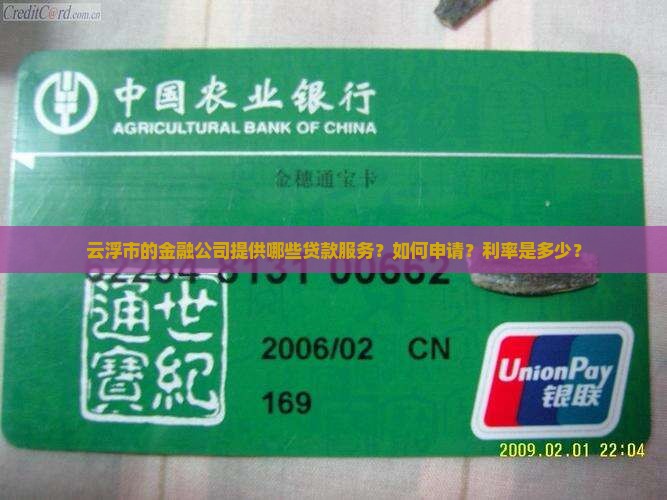 CreditCard.com.cn
中国农业银行
AGRICULTURAL BANK OF CHINA
金穗通宝卡
云浮市的金融公司提供哪些贷款服务？如何申请？利率是多少？
世纪
通寶
2006/02 CN
169
UnionPay
银联
2009.02.01 22:04